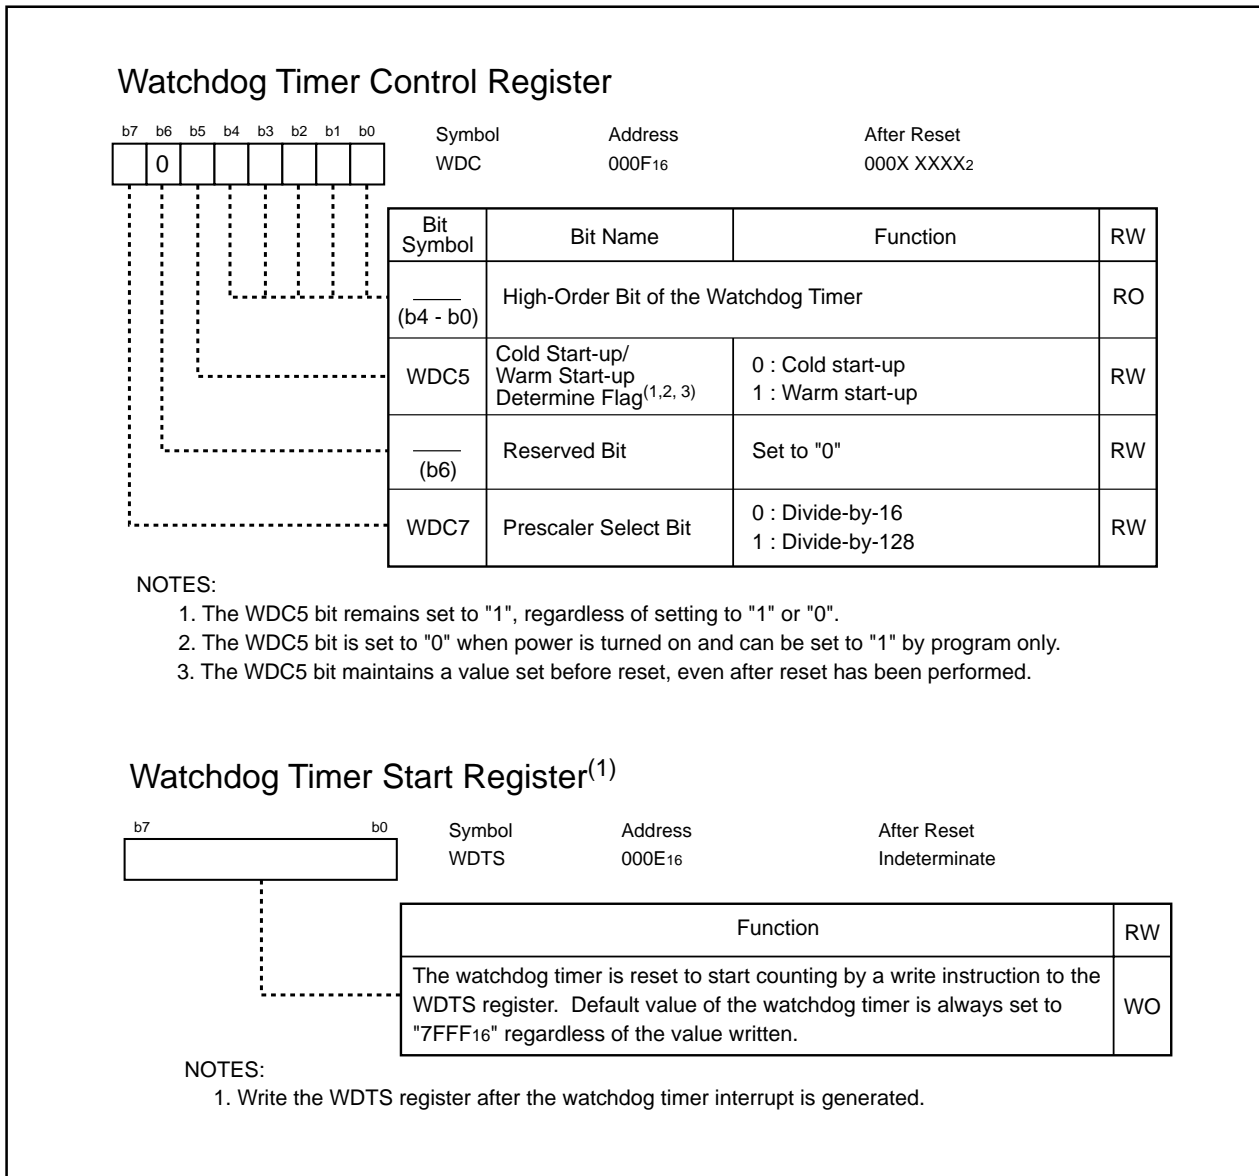 Watchdog Timer Control Register
b7 b6 b5 b4 b3 b2 b1 b0
Symbol Address After Reset
0
WDC 000F16 000X XXXX2
Bit Symbol Bit Name Function RW
(b4 - b0) High-Order Bit of the Watchdog Timer RO
WDC5 Cold Start-up/ Warm Start-up Determine Flag(1,2, 3) 0 : Cold start-up 1 : Warm start-up RW
(b6) Reserved Bit Set to "0" RW
WDC7 Prescaler Select Bit 0 : Divide-by-16 1 : Divide-by-128 RW
NOTES:
1. The WDC5 bit remains set to "1", regardless of setting to "1" or "0".
2. The WDC5 bit is set to "0" when power is turned on and can be set to "1" by program only.
3. The WDC5 bit maintains a value set before reset, even after reset has been performed.
Watchdog Timer Start Register(1)
b7 b0
Symbol Address After Reset
WDTS 000E16 Indeterminate
Function RW
The watchdog timer is reset to start counting by a write instruction to the
WDTS register. Default value of the watchdog timer is always set to
"7FFF16" regardless of the value written.
WO
NOTES:
1. Write the WDTS register after the watchdog timer interrupt is generated.